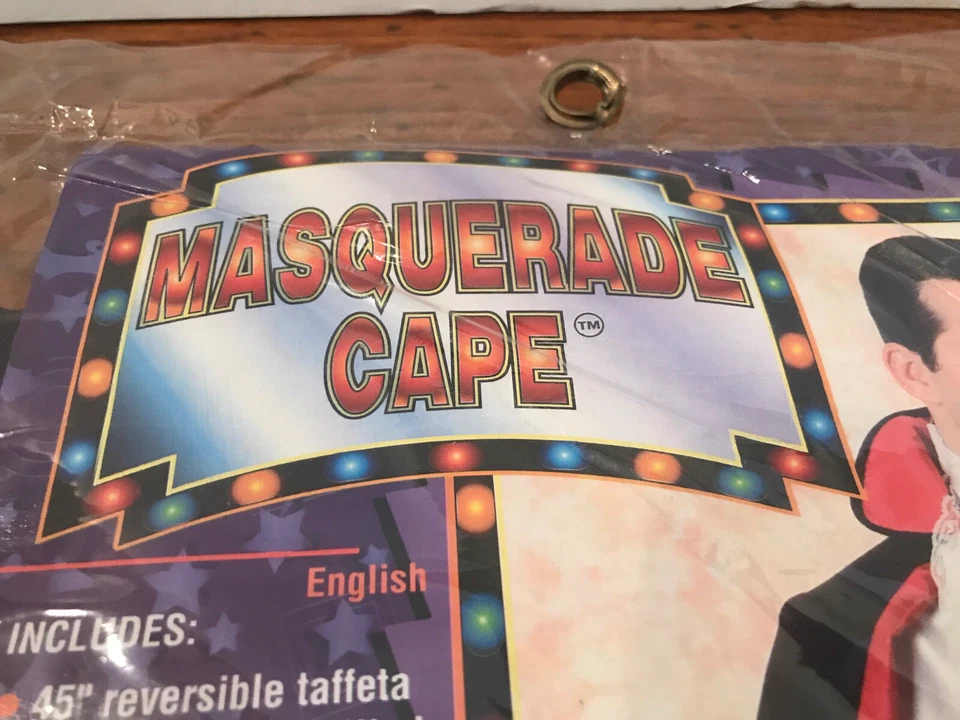 MASQUERADE
CAPE™
English
INCLUDES:
45" reversible taffeta